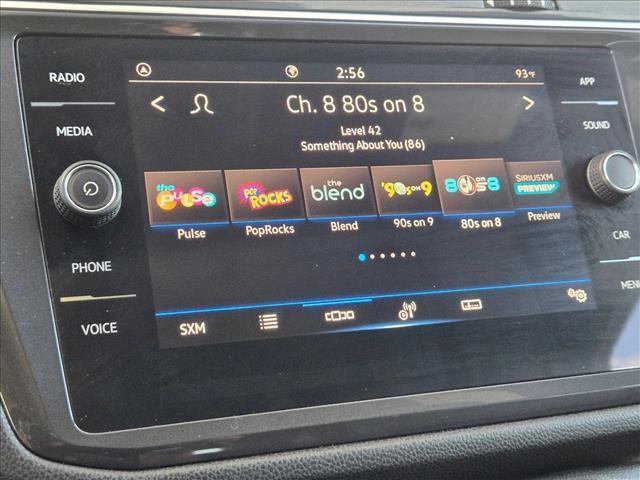 RADIO
MEDIA
PHONE
VOICE
2:56
93°F
Ch. 8 80s on 8
Level 42
Something About You (86)
the Pulse
pop ROCKS
the blend
'90s on 9
80s on 8
SIRIUSXM
PREVIEW
Pulse
PopRocks
Blend
90s on 9
80s on 8
Preview
SXM
APP
SOUND
CAR
MEN